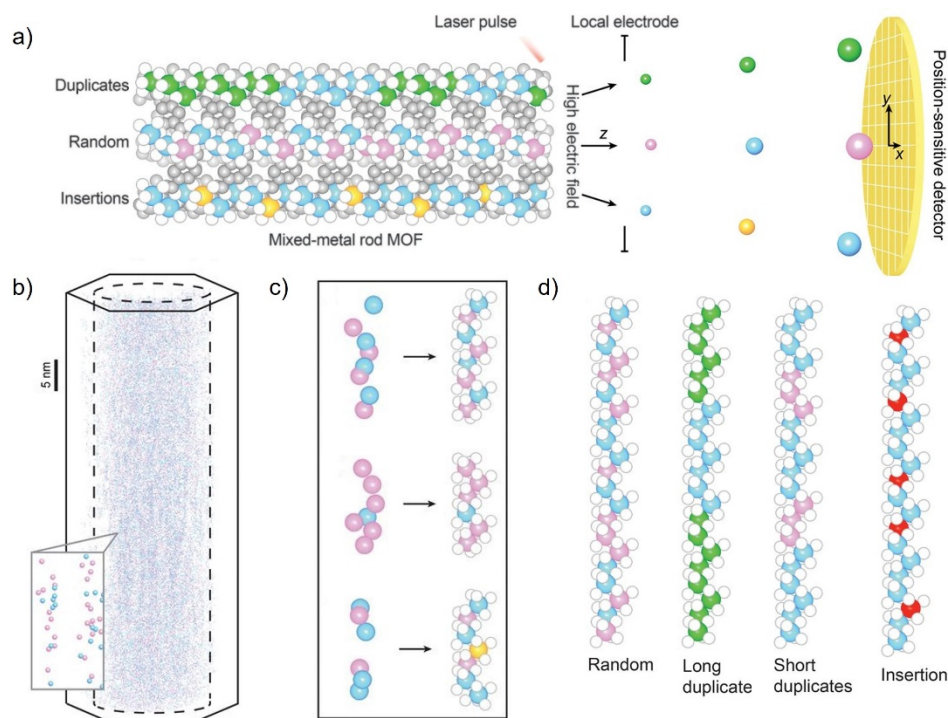 a)
Laser pulse
Local electrode
Duplicates
Random
Insertions
High electric field
z
y
x
Position-sensitive detector
Mixed-metal rod MOF
b)
5 nm
c)
d)
Random
Long
duplicate
Short
duplicates
Insertion